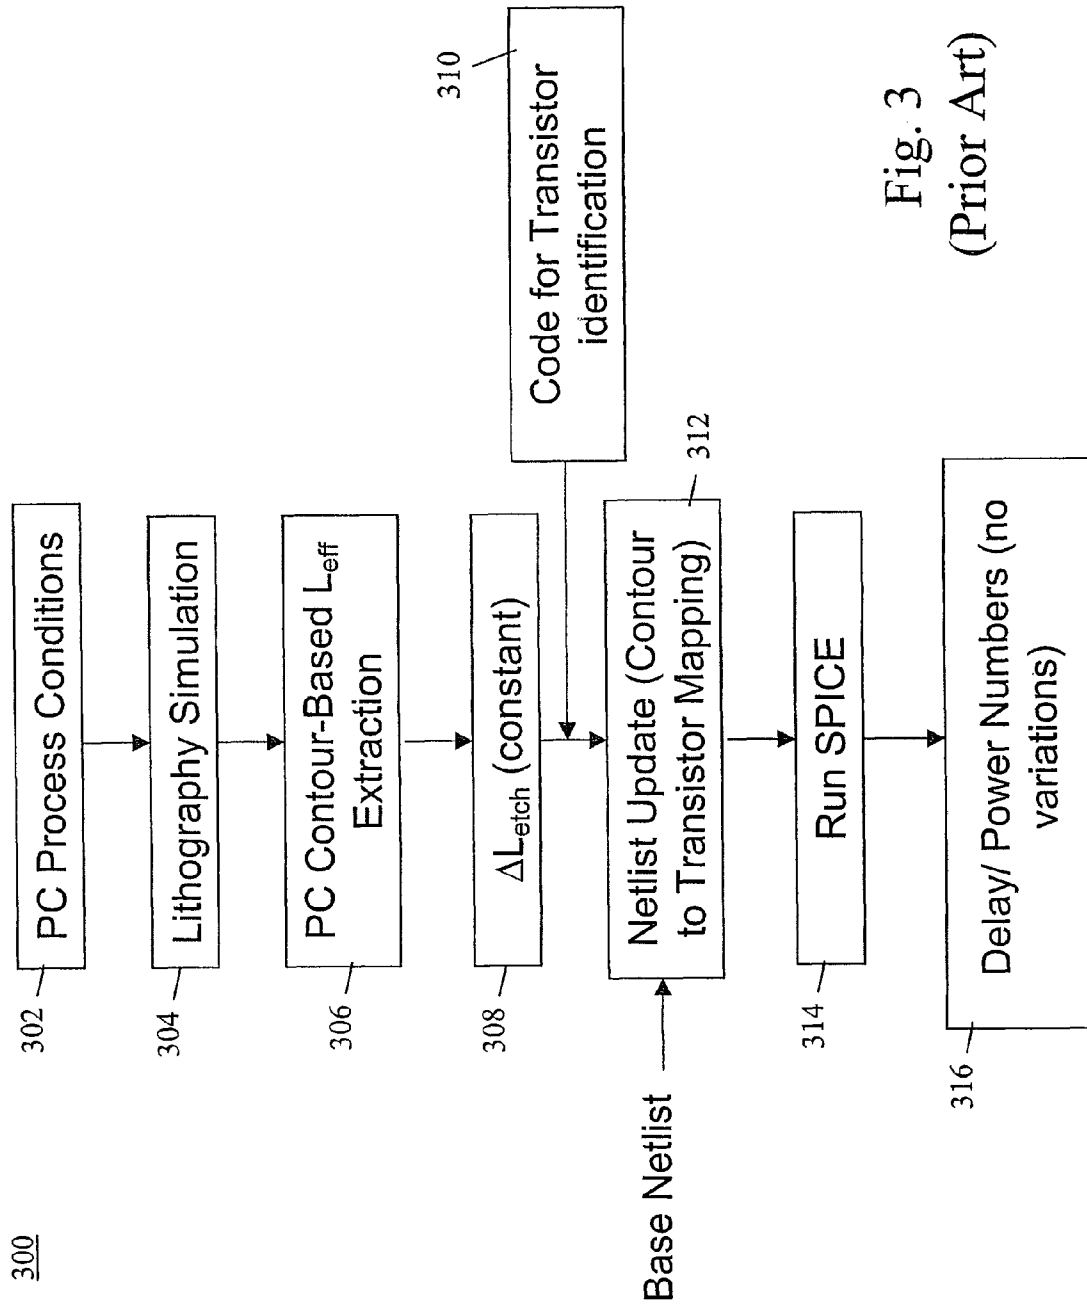 300
302
PC Process Conditions
304
Lithography Simulation
306
PC Contour-Based Leff
Extraction
308
ΔLetch (constant)
310
Code for Transistor
identification
Base Netlist
312
Netlist Update (Contour
to Transistor Mapping)
314
Run SPICE
316
Delay/ Power Numbers (no
variations)
Fig. 3
(Prior Art)